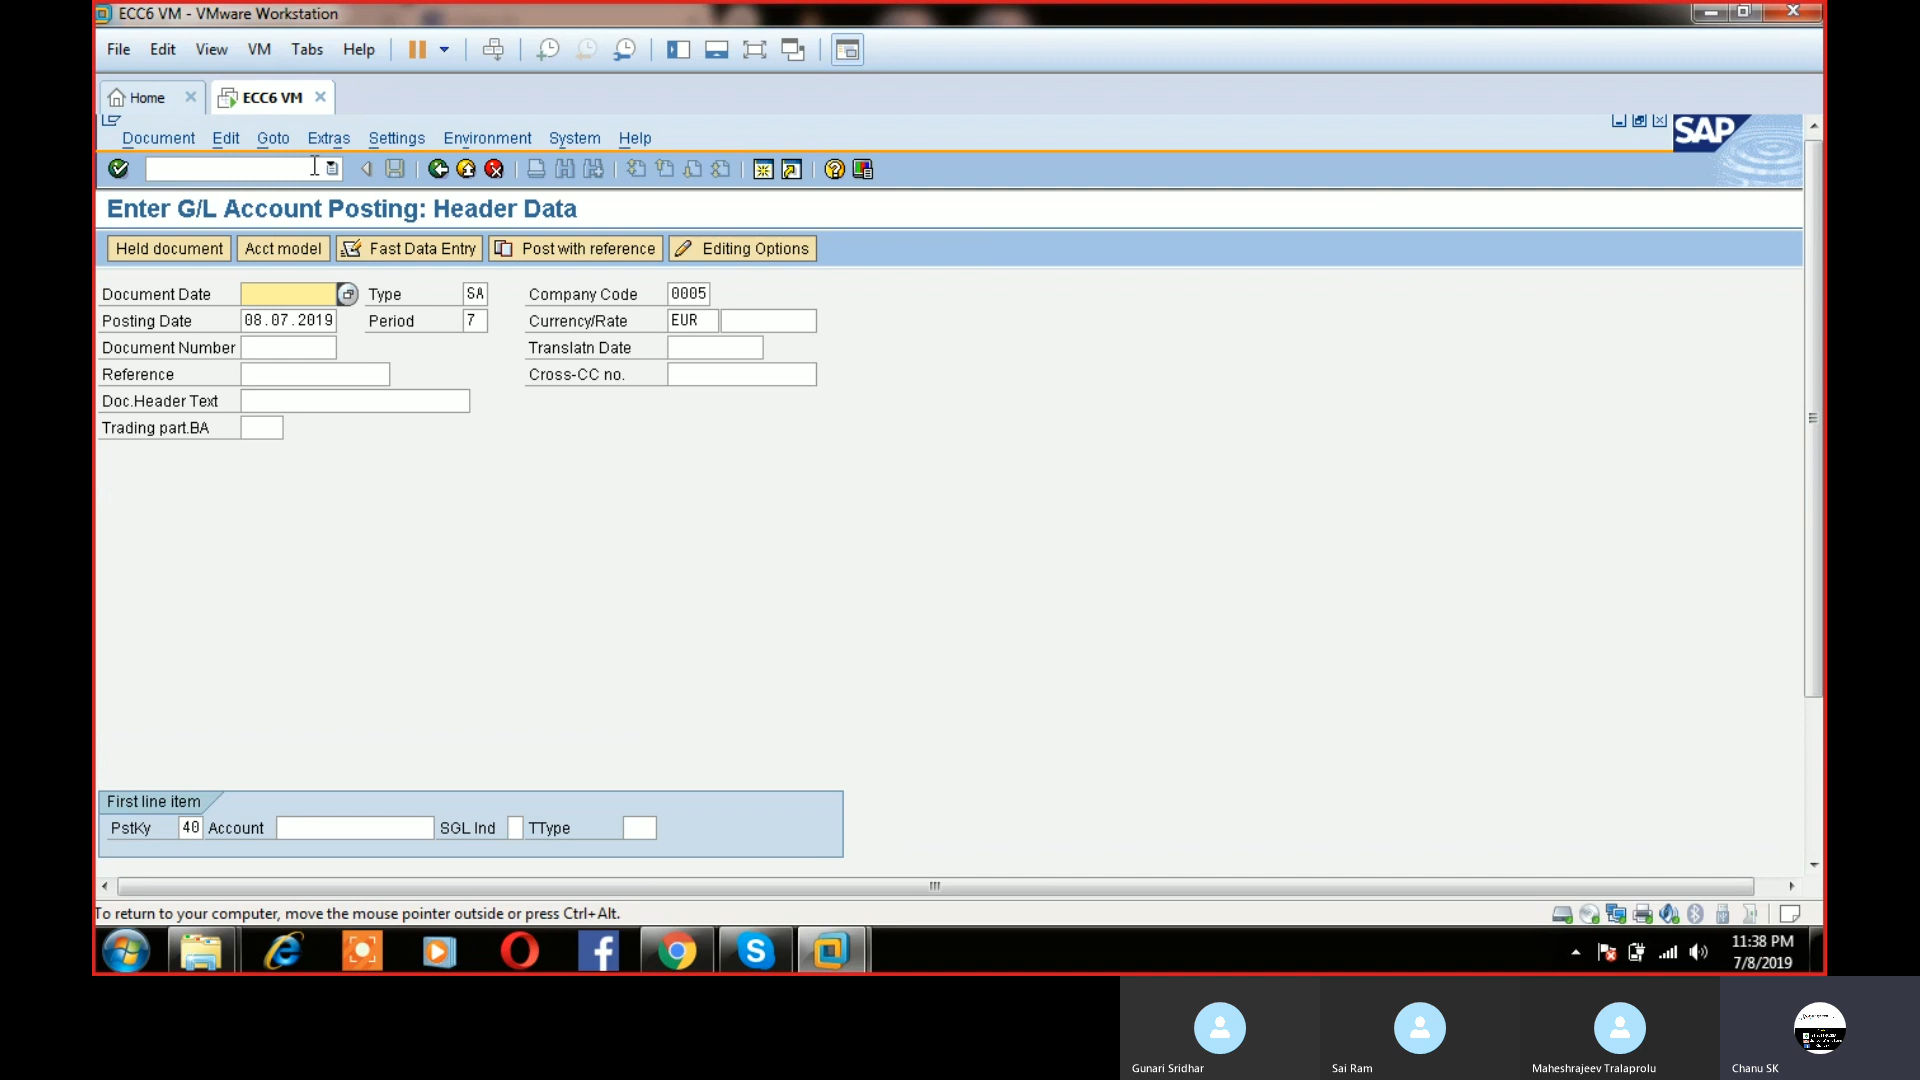 ECC6 VM - VMware Workstation
File Edit View VM Tabs Help
Home ECC6 VM
Document Edit Goto Extras Settings Environment System Help
SAP
Enter G/L Account Posting: Header Data
Held document Acct model Fast Data Entry Post with reference Editing Options
Document Date Type SA Company Code 0005
Posting Date 08.07.2019 Period 7 Currency/Rate EUR
Document Number Translatn Date
Reference Cross-CC no.
Doc.Header Text
Trading part.BA
First line item
PstKy 40 Account SGL Ind TType
To return to your computer, move the mouse pointer outside or press Ctrl+Alt.
11:38 PM
7/8/2019
Gunari Sridhar Sai Ram Maheshrajeev Tralaprolu Chanu SK